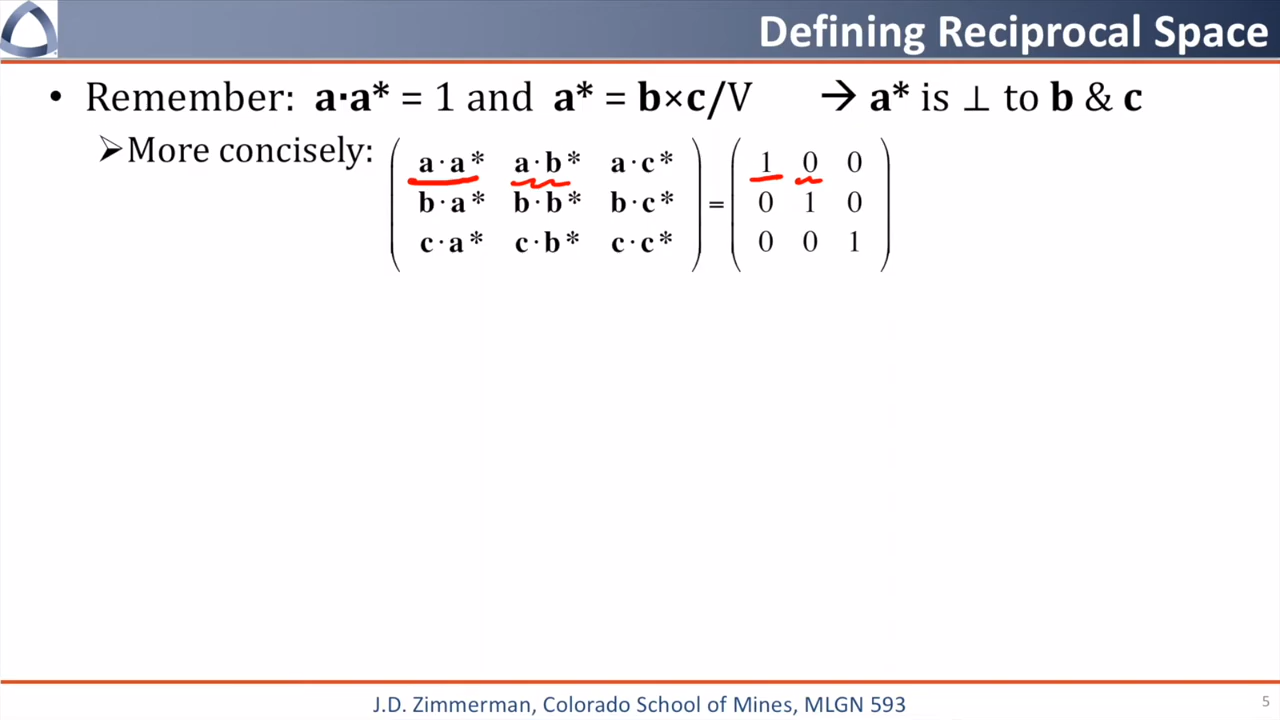 Defining Reciprocal Space
• Remember: a·a* = 1 and a* = b×c/V → a* is ⊥ to b & c
➢More concisely:
( a·a* a·b* a·c* ) ( 1 0 0 )
( b·a* b·b* b·c* ) = ( 0 1 0 )
( c·a* c·b* c·c* ) ( 0 0 1 )
J.D. Zimmerman, Colorado School of Mines, MLGN 593
5